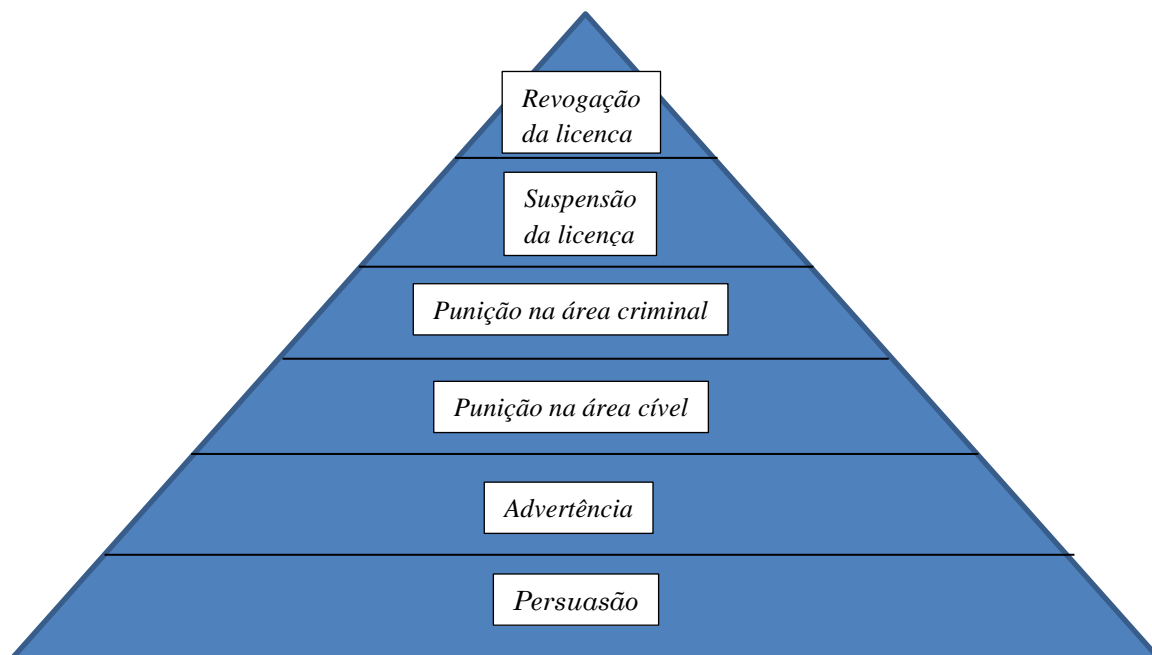 Revogação
da licenca
Suspensão
da licença
Punição na área criminal
Punição na área cível
Advertência
Persuasão